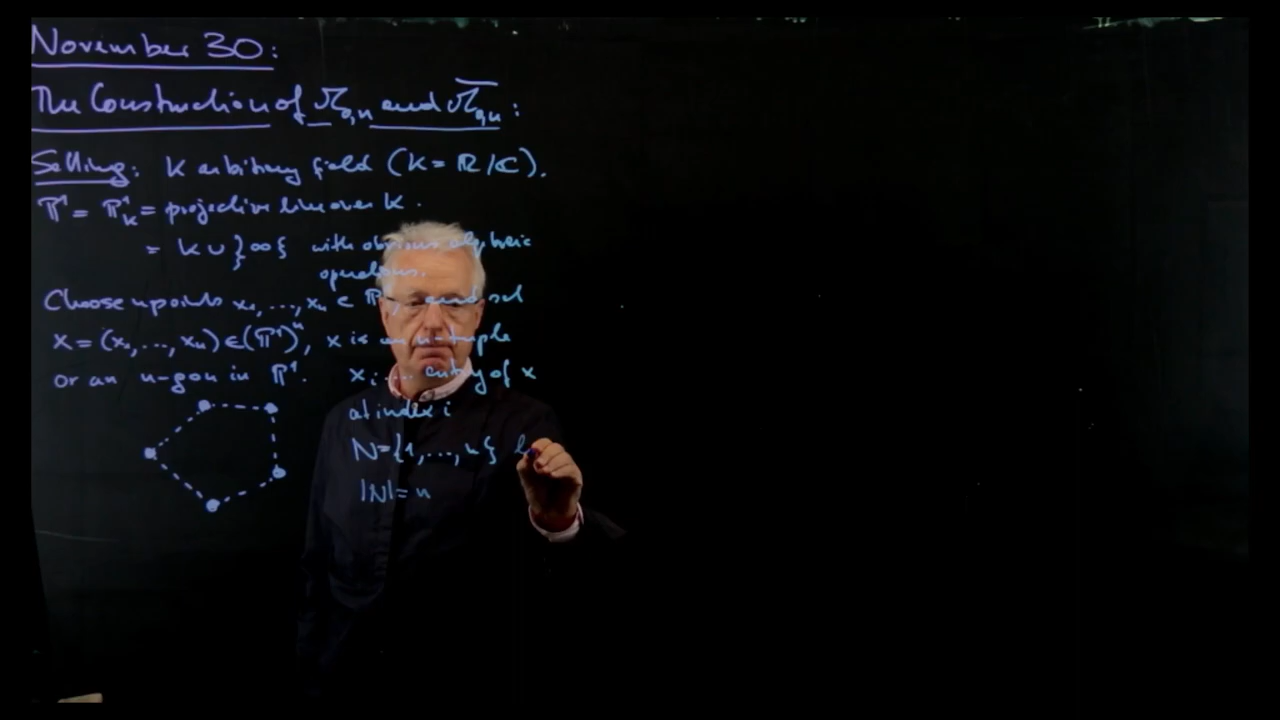 November 30:
The Construction of 𝓜₀,ₙ and 𝓜̅₀,ₙ :
Setting: K arbitrary field (K = ℝ/ℂ).
ℙ¹ = ℙ¹_K = projective line over K.
= K ∪ }∞{ with obvious algebraic
operations.
Choose n points x₁,...,xₙ ∈ ℙ¹, and set
x = (x₁,...,xₙ) ∈ (ℙ¹)ⁿ, x is an n-tuple
or an n-gon in ℙ¹. xᵢ ... entry of x
at index i
N={1,...,n}
|N|= n